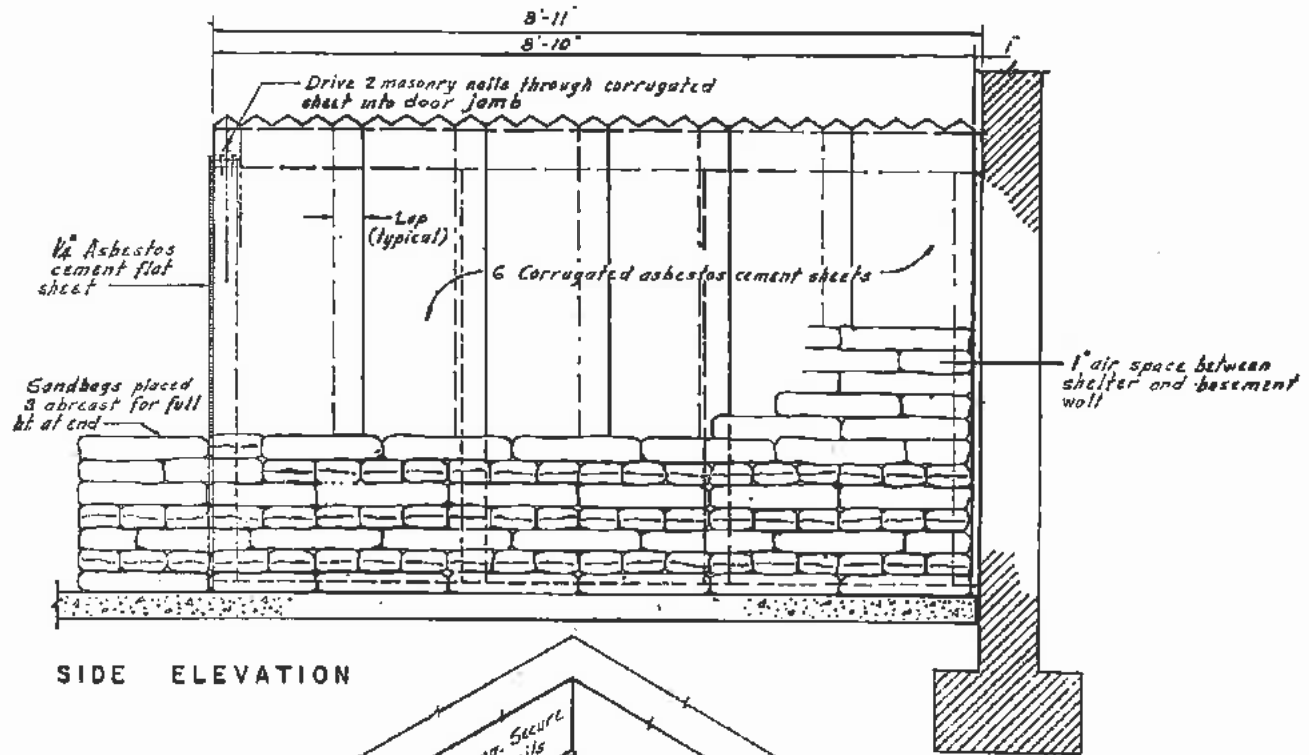 8'-11"
8'-10"
1"
Drive 2 masonry nails through corrugated
sheet into door jamb
Lap
(typical)
1/4" Asbestos
cement flat
sheet
6 Corrugated asbestos cement sheets
1" air space between
shelter and basement
wall
Sandbags placed
3 abreast for full
ht at end
SIDE ELEVATION
Secure